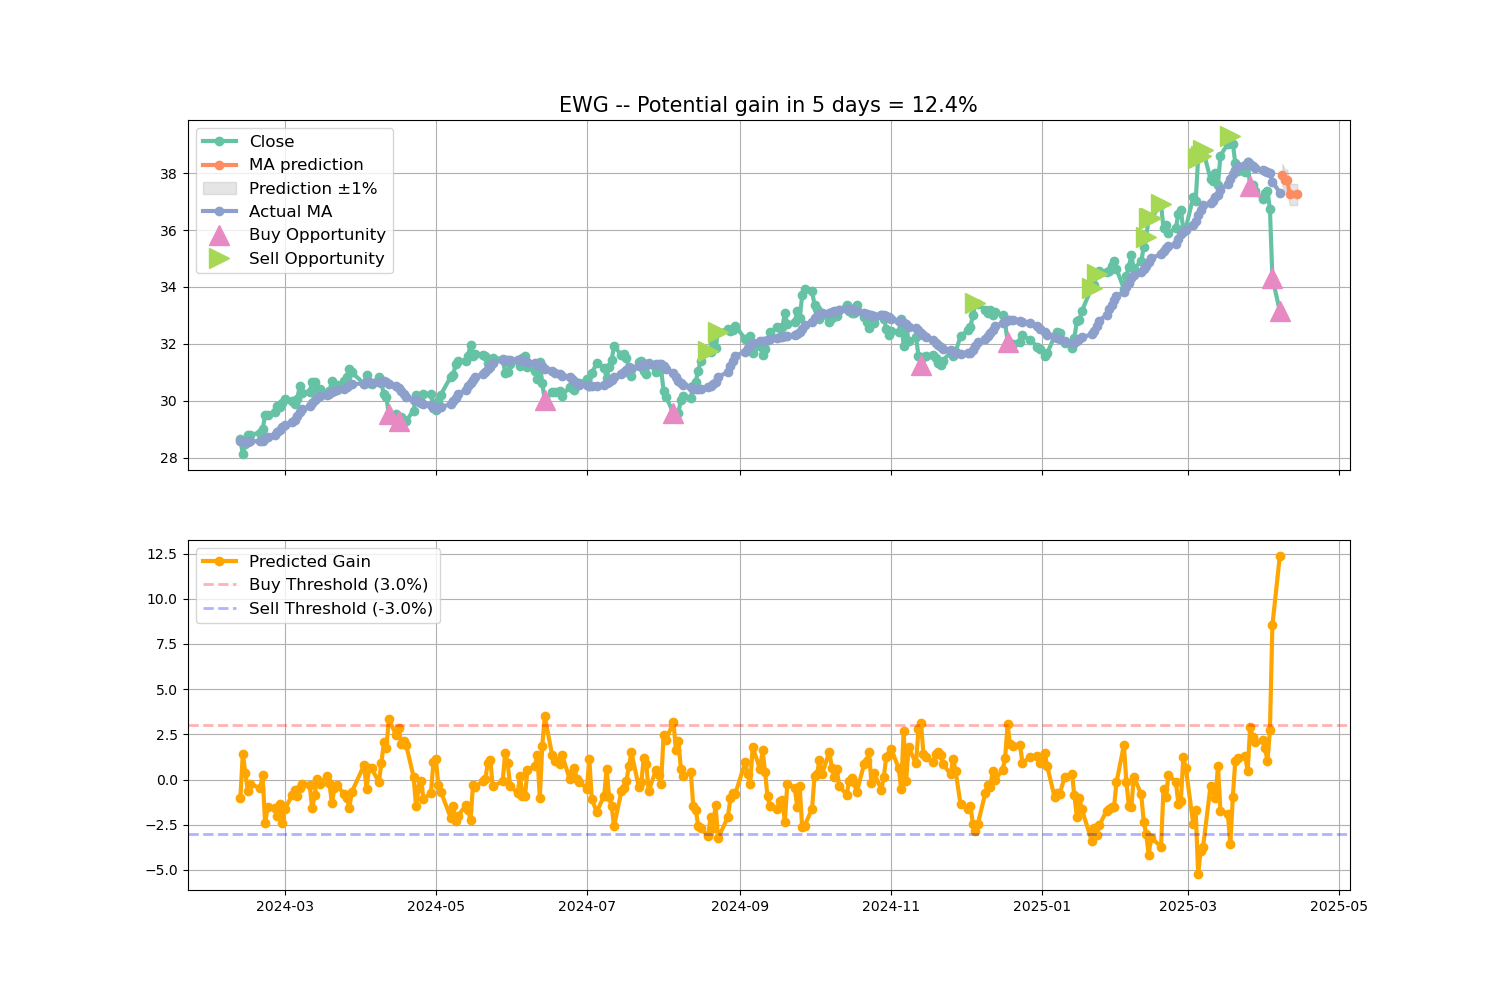 EWG -- Potential gain in 5 days = 12.4%
Close
MA prediction
Prediction ±1%
Actual MA
Buy Opportunity
Sell Opportunity
38
36
34
32
30
28
Predicted Gain
Buy Threshold (3.0%)
Sell Threshold (-3.0%)
12.5
10.0
7.5
5.0
2.5
0.0
−2.5
−5.0
2024-03
2024-05
2024-07
2024-09
2024-11
2025-01
2025-03
2025-05